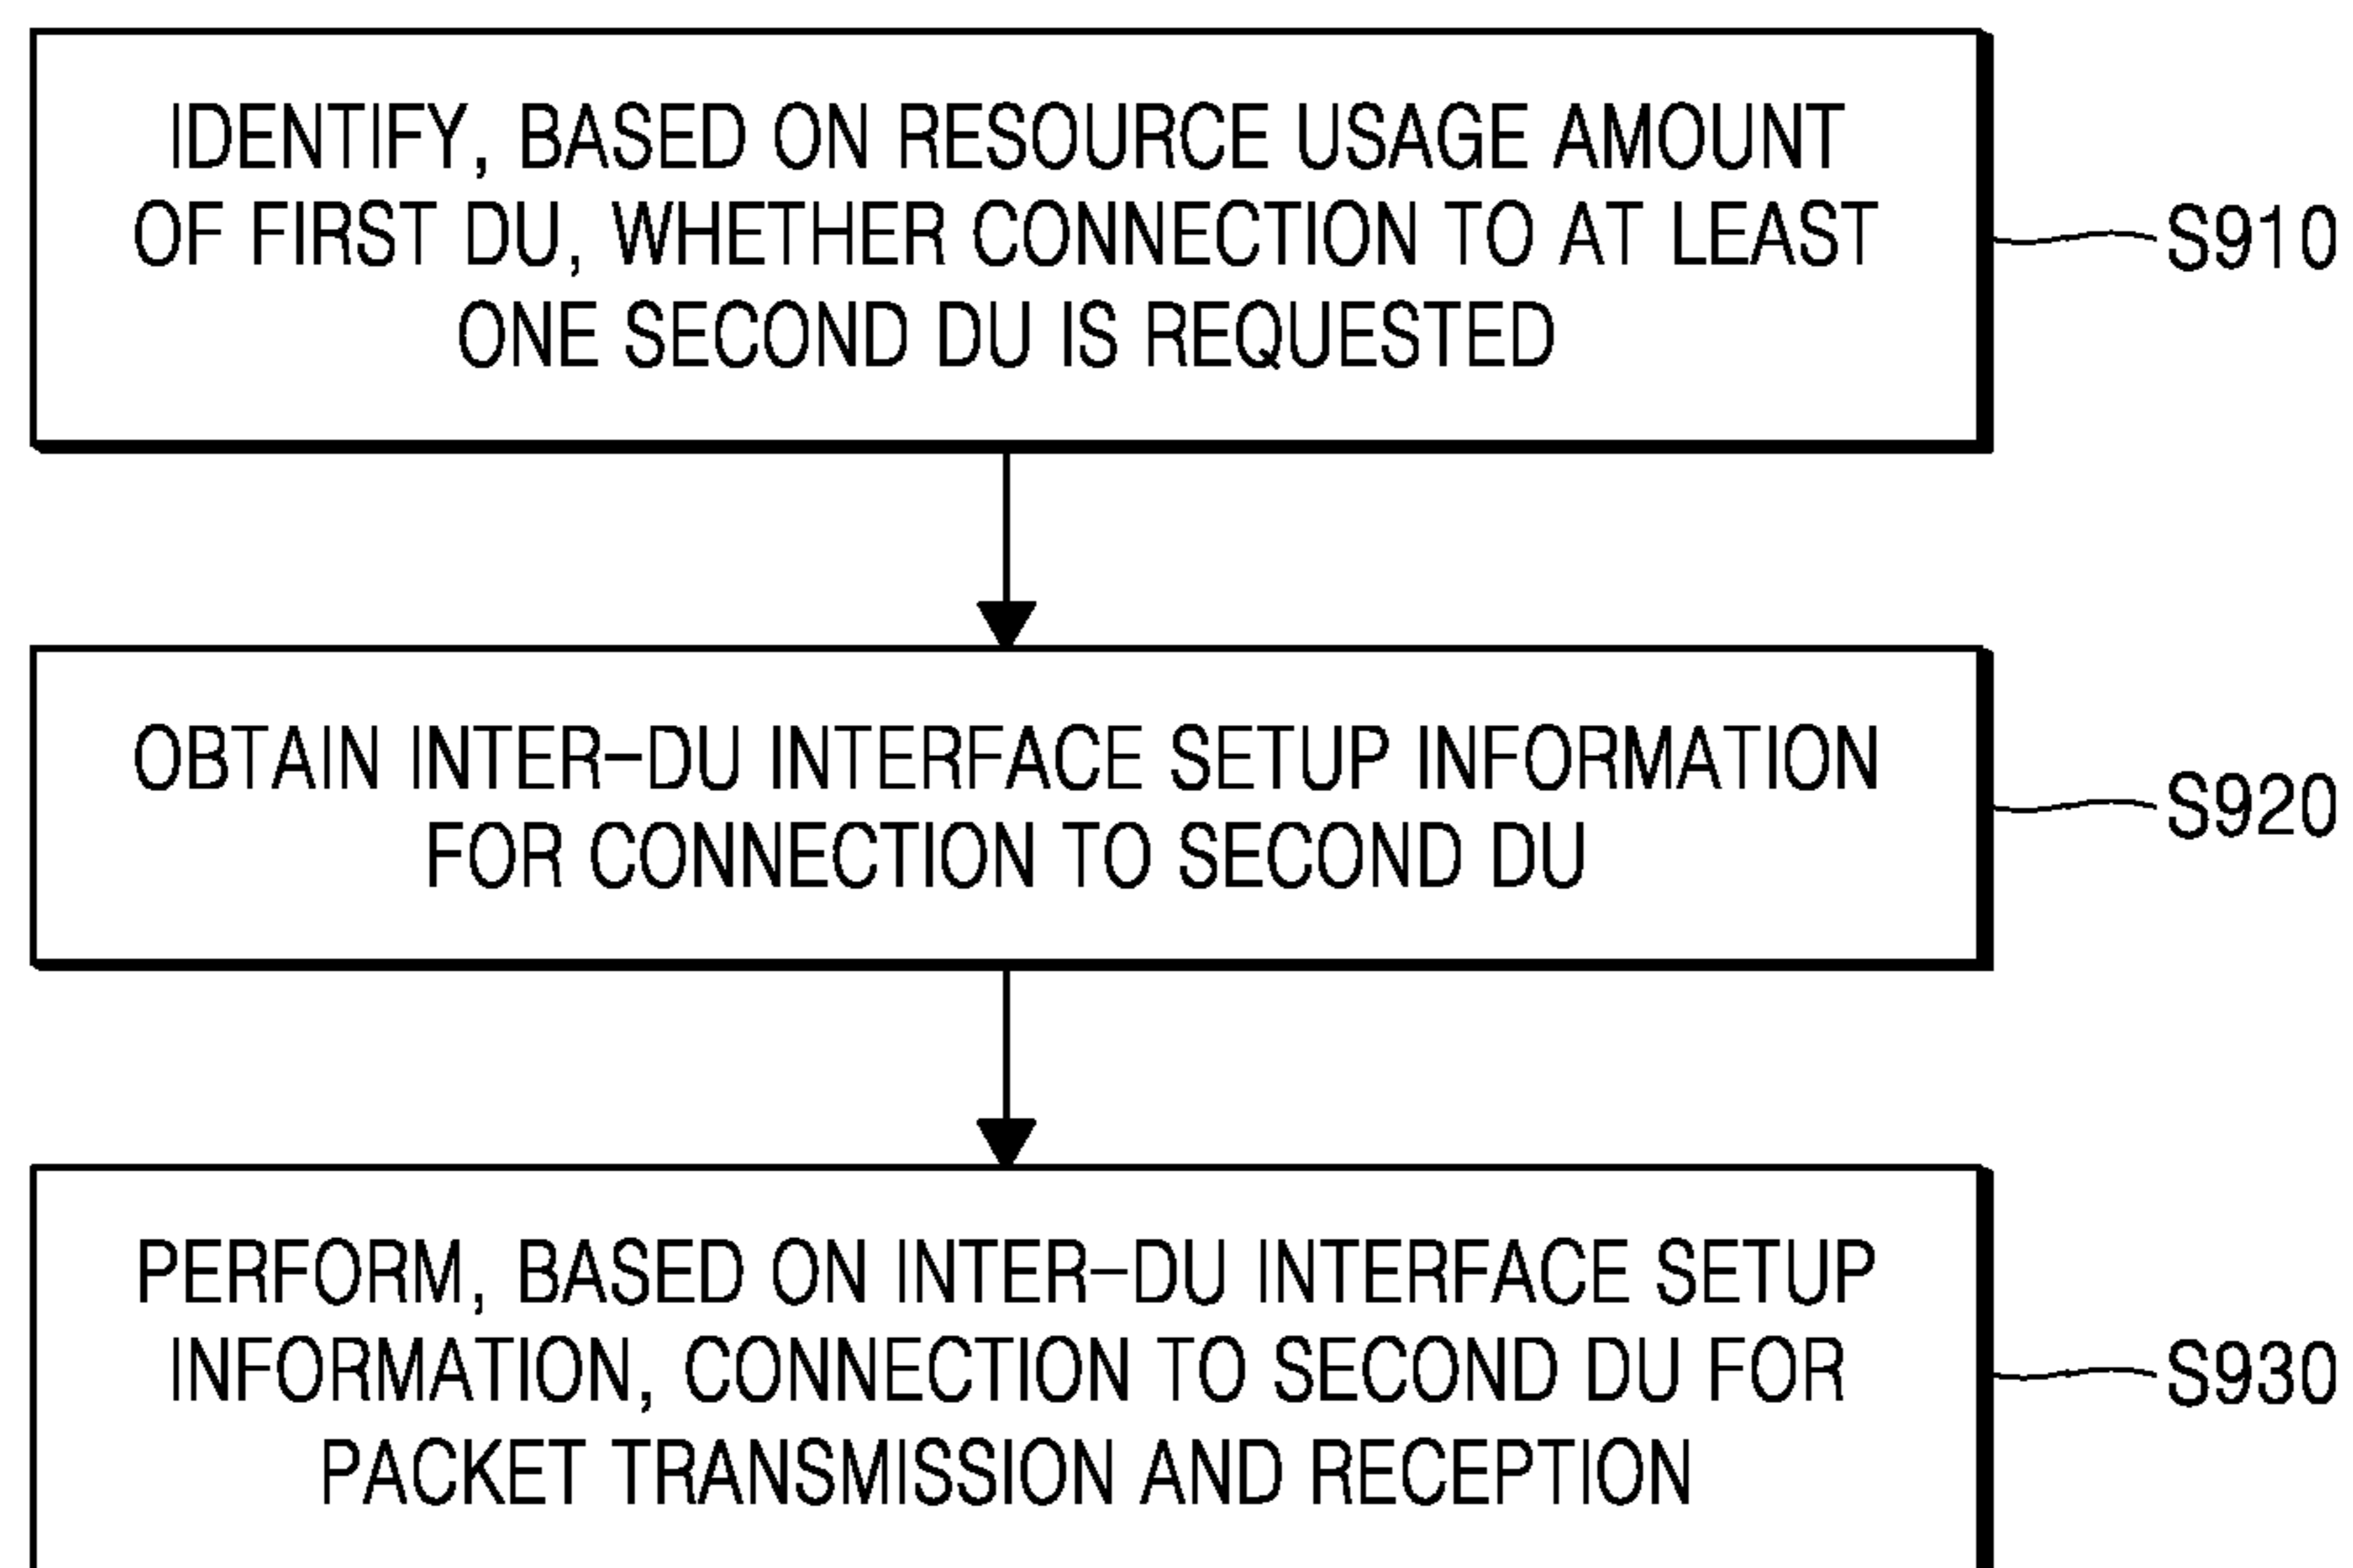 IDENTIFY, BASED ON RESOURCE USAGE AMOUNT
OF FIRST DU, WHETHER CONNECTION TO AT LEAST
ONE SECOND DU IS REQUESTED
S910
OBTAIN INTER-DU INTERFACE SETUP INFORMATION
FOR CONNECTION TO SECOND DU
S920
PERFORM, BASED ON INTER-DU INTERFACE SETUP
INFORMATION, CONNECTION TO SECOND DU FOR
PACKET TRANSMISSION AND RECEPTION
S930